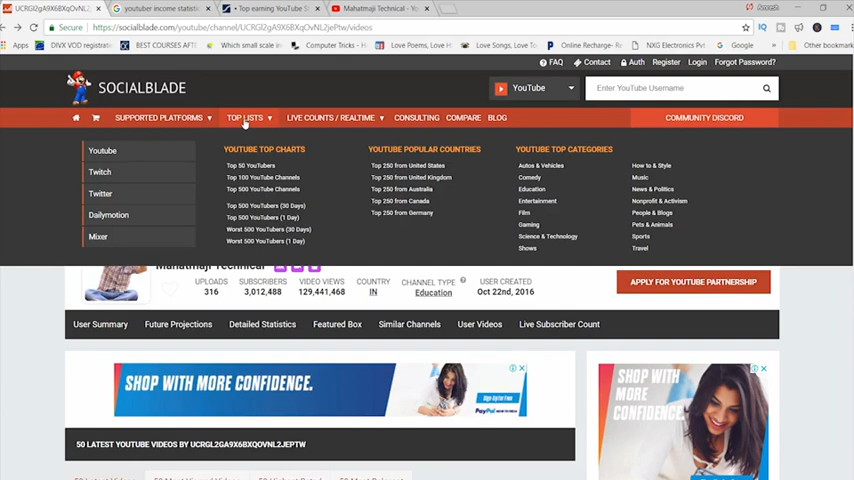 UCRGl2gA9X6BXqOvNL
youtuber income statistic
• Top earning YouTube S
Mahatmaji Technical - Yo
Secure
https://socialblade.com/youtube/channel/UCRGl2gA9X6BXqOvNL2jePtw/videos
Apps
DIVX VOD registratio
BEST COURSES AFTE
Which small scale in
Computer Tricks - H
Love Poems, Love H
Love Songs, Love To
Online Recharge- Re
NXG Electronics Pvt
Google
Other bookmark
FAQ
Contact
Auth
Register
Login
Forgot Password?
SOCIALBLADE
YouTube
Enter YouTube Username
SUPPORTED PLATFORMS
TOP LISTS
LIVE COUNTS / REALTIME
CONSULTING
COMPARE
BLOG
COMMUNITY DISCORD
Youtube
Twitch
Twitter
Dailymotion
Mixer
YOUTUBE TOP CHARTS
Top 50 YouTubers
Top 100 YouTube Channels
Top 500 YouTube Channels
Top 500 YouTubers (30 Days)
Top 500 YouTubers (1 Day)
Worst 500 YouTubers (30 Days)
Worst 500 YouTubers (1 Day)
YOUTUBE POPULAR COUNTRIES
Top 250 from United States
Top 250 from United Kingdom
Top 250 from Australia
Top 250 from Canada
Top 250 from Germany
YOUTUBE TOP CATEGORIES
Autos & Vehicles
Comedy
Education
Entertainment
Film
Gaming
Science & Technology
Shows
How to & Style
Music
News & Politics
Nonprofit & Activism
People & Blogs
Pets & Animals
Sports
Travel
Mahatmaji Technical
UPLOADS
316
SUBSCRIBERS
3,012,488
VIDEO VIEWS
129,441,468
COUNTRY
IN
CHANNEL TYPE
Education
USER CREATED
Oct 22nd, 2016
APPLY FOR YOUTUBE PARTNERSHIP
User Summary
Future Projections
Detailed Statistics
Featured Box
Similar Channels
User Videos
Live Subscriber Count
SHOP WITH MORE CONFIDENCE.
Sign Up for Free
PayPal
SHOP WITH MORE
CONFIDENCE.
50 LATEST YOUTUBE VIDEOS BY UCRGL2GA9X6BXQOVNL2JEPTW